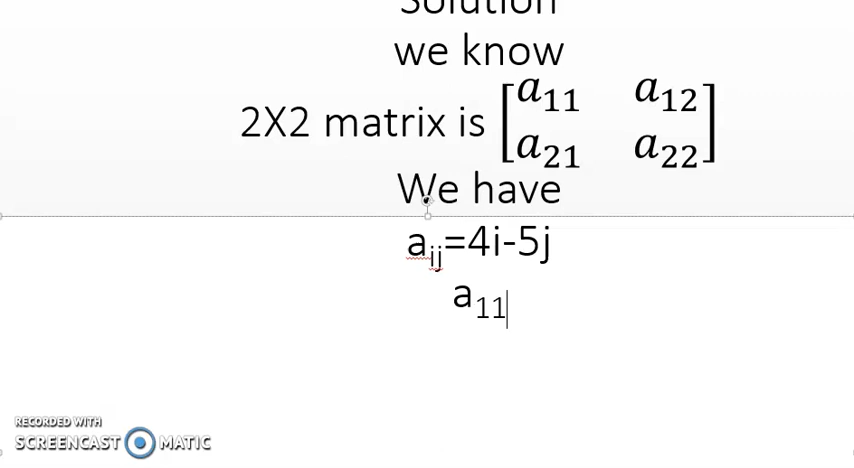 Solution
we know
2X2 matrix is [a11 a12
a21 a22]
We have
aij=4i-5j
a11
RECORDED WITH
SCREENCAST MATIC